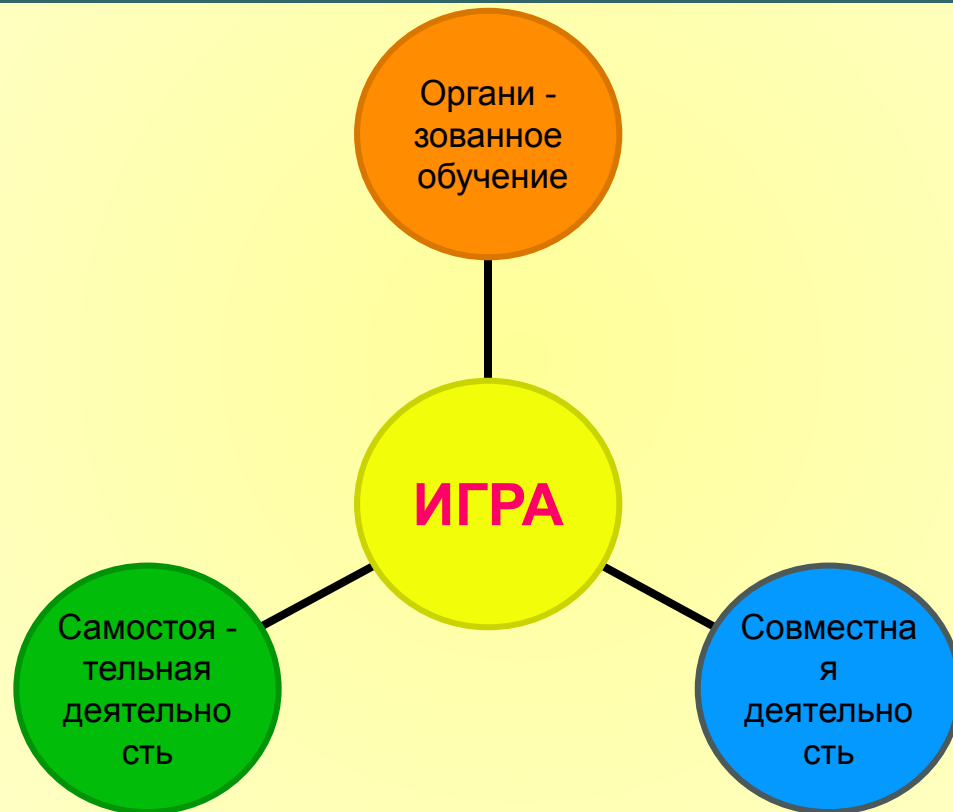 Органи -
зованное
обучение
ИГРА
Самостоя -
тельная
деятельно
сть
Совместна
я
деятельно
сть